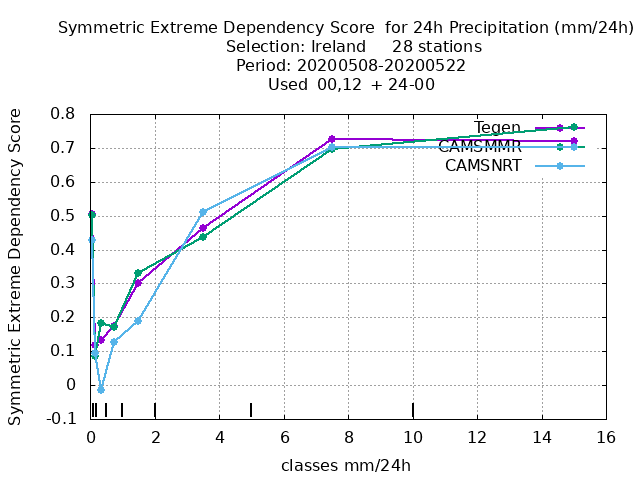 Symmetric Extreme Dependency Score for 24h Precipitation (mm/24h)
Selection: Ireland 28 stations
Period: 20200508-20200522
Used 00,12 + 24-00
Symmetric Extreme Dependency Score
0.8
0.7
0.6
0.5
0.4
0.3
0.2
0.1
0
-0.1
Tegen
CAMSMMR
CAMSNRT
0 2 4 6 8 10 12 14 16
classes mm/24h